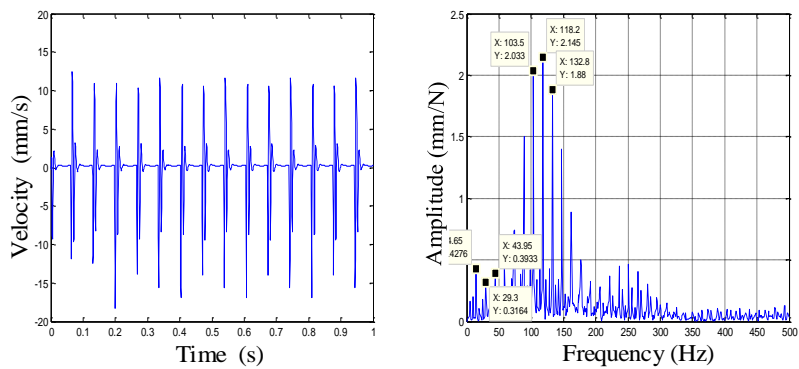 20
15
10
5
0
-5
-10
-15
-20
0 0.1 0.2 0.3 0.4 0.5 0.6 0.7 0.8 0.9 1
Velocity (mm/s)
Time (s)
2.5
2
1.5
1
0.5
0
0 50 100 150 200 250 300 350 400 450 500
Amplitude (mm/N)
Frequency (Hz)
X: 103.5
Y: 2.033
X: 118.2
Y: 2.145
X: 132.8
Y: 1.88
.65
.4276
X: 43.95
Y: 0.3933
X: 29.3
Y: 0.3164